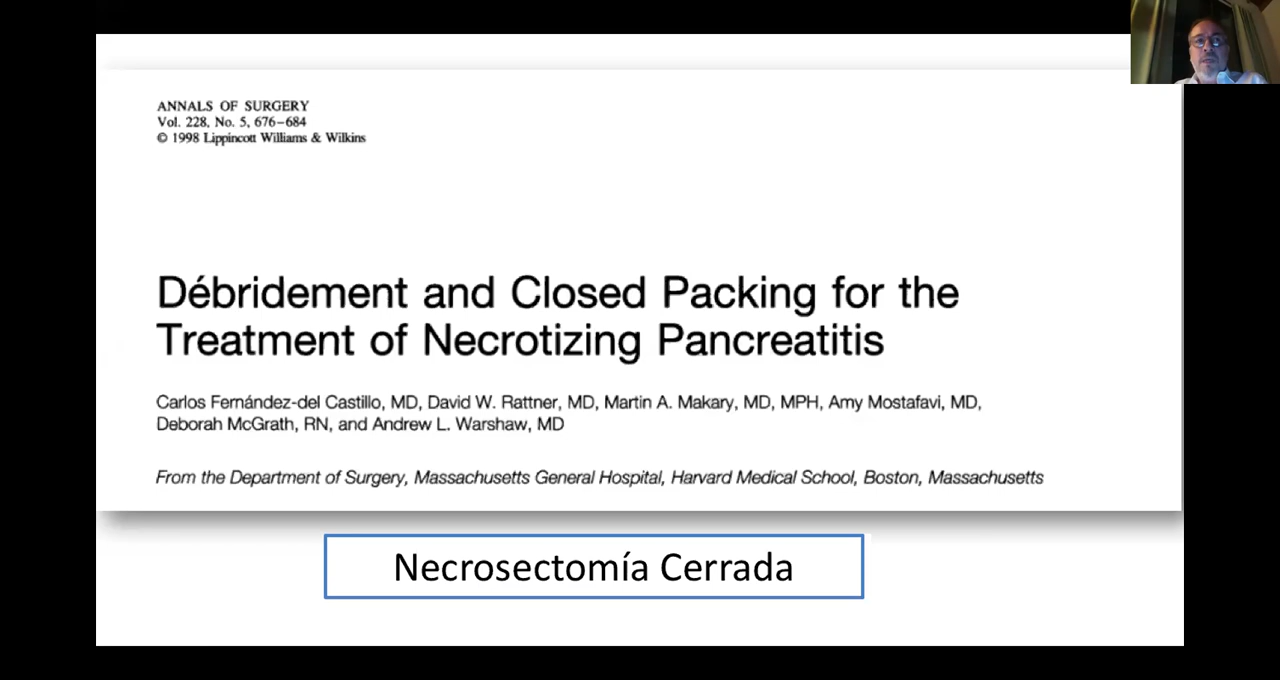 ANNALS OF SURGERY
Vol. 228, No. 5, 676–684
© 1998 Lippincott Williams & Wilkins
Débridement and Closed Packing for the
Treatment of Necrotizing Pancreatitis
Carlos Fernández-del Castillo, MD, David W. Rattner, MD, Martin A. Makary, MD, MPH, Amy Mostafavi, MD,
Deborah McGrath, RN, and Andrew L. Warshaw, MD
From the Department of Surgery, Massachusetts General Hospital, Harvard Medical School, Boston, Massachusetts
Necrosectomía Cerrada